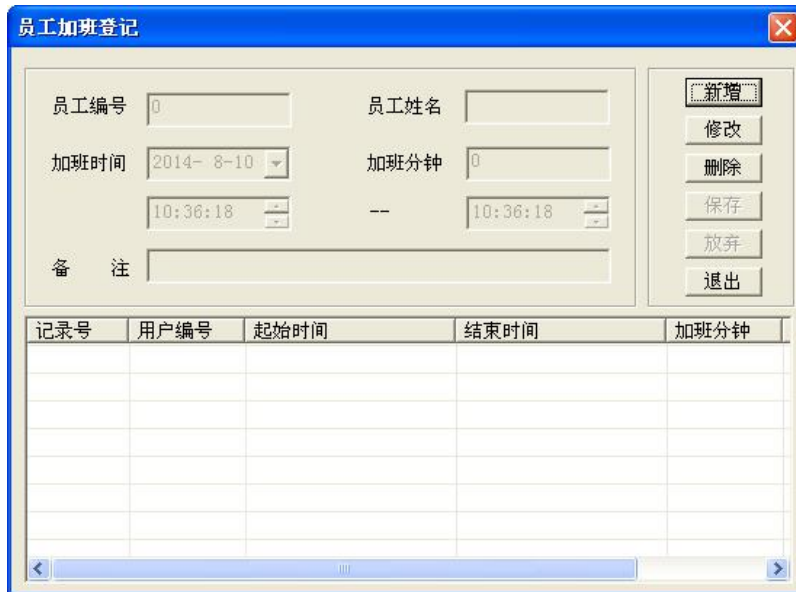 员工加班登记
员工编号 0 员工姓名 新增
修改
加班时间 2014- 8-10 加班分钟 0 删除
10:36:18 -- 10:36:18 保存
放弃
备 注 退出
记录号 用户编号 起始时间 结束时间 加班分钟